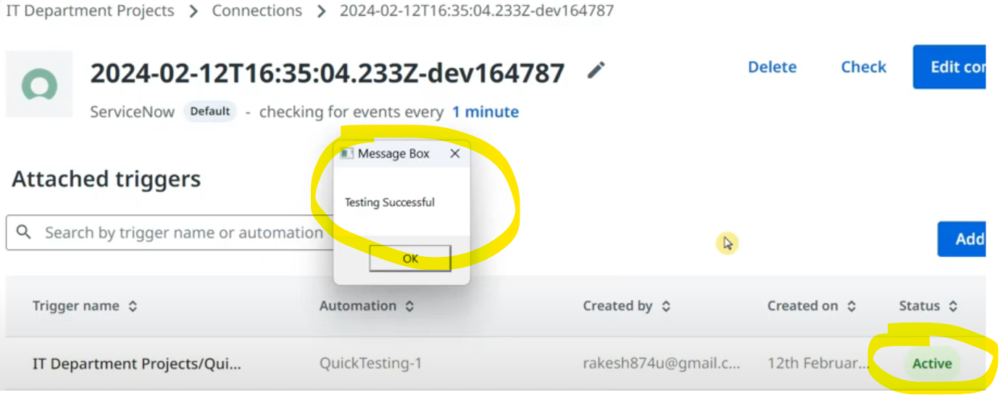 IT Department Projects > Connections > 2024-02-12T16:35:04.233Z-dev164787
2024-02-12T16:35:04.233Z-dev164787
Delete Check Edit cor
ServiceNow Default - checking for events every 1 minute
Message Box
Attached triggers
Testing Successful
Search by trigger name or automation
Add
OK
Trigger name Automation Created by Created on Status
IT Department Projects/Qui... QuickTesting-1 rakesh874u@gmail.c... 12th Februar... Active